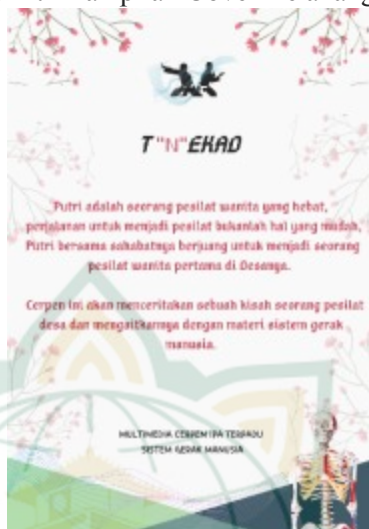 T "N" EKAD
Putri adalah seorang pesilat wanita yang hebat,
perjalanan untuk menjadi pesilat bukanlah hal yang mudah,
Putri bersama sahabatnya berjuang untuk menjadi seorang
pesilat wanita pertama di Desanya.
Cerpen ini akan menceritakan sebuah kisah seorang pesilat
desa dan mengaitkannya dengan materi sistem gerak
manusia.
MULTIMEDIA CERPEN IPA TERPADU
SISTEM GERAK MANUSIA